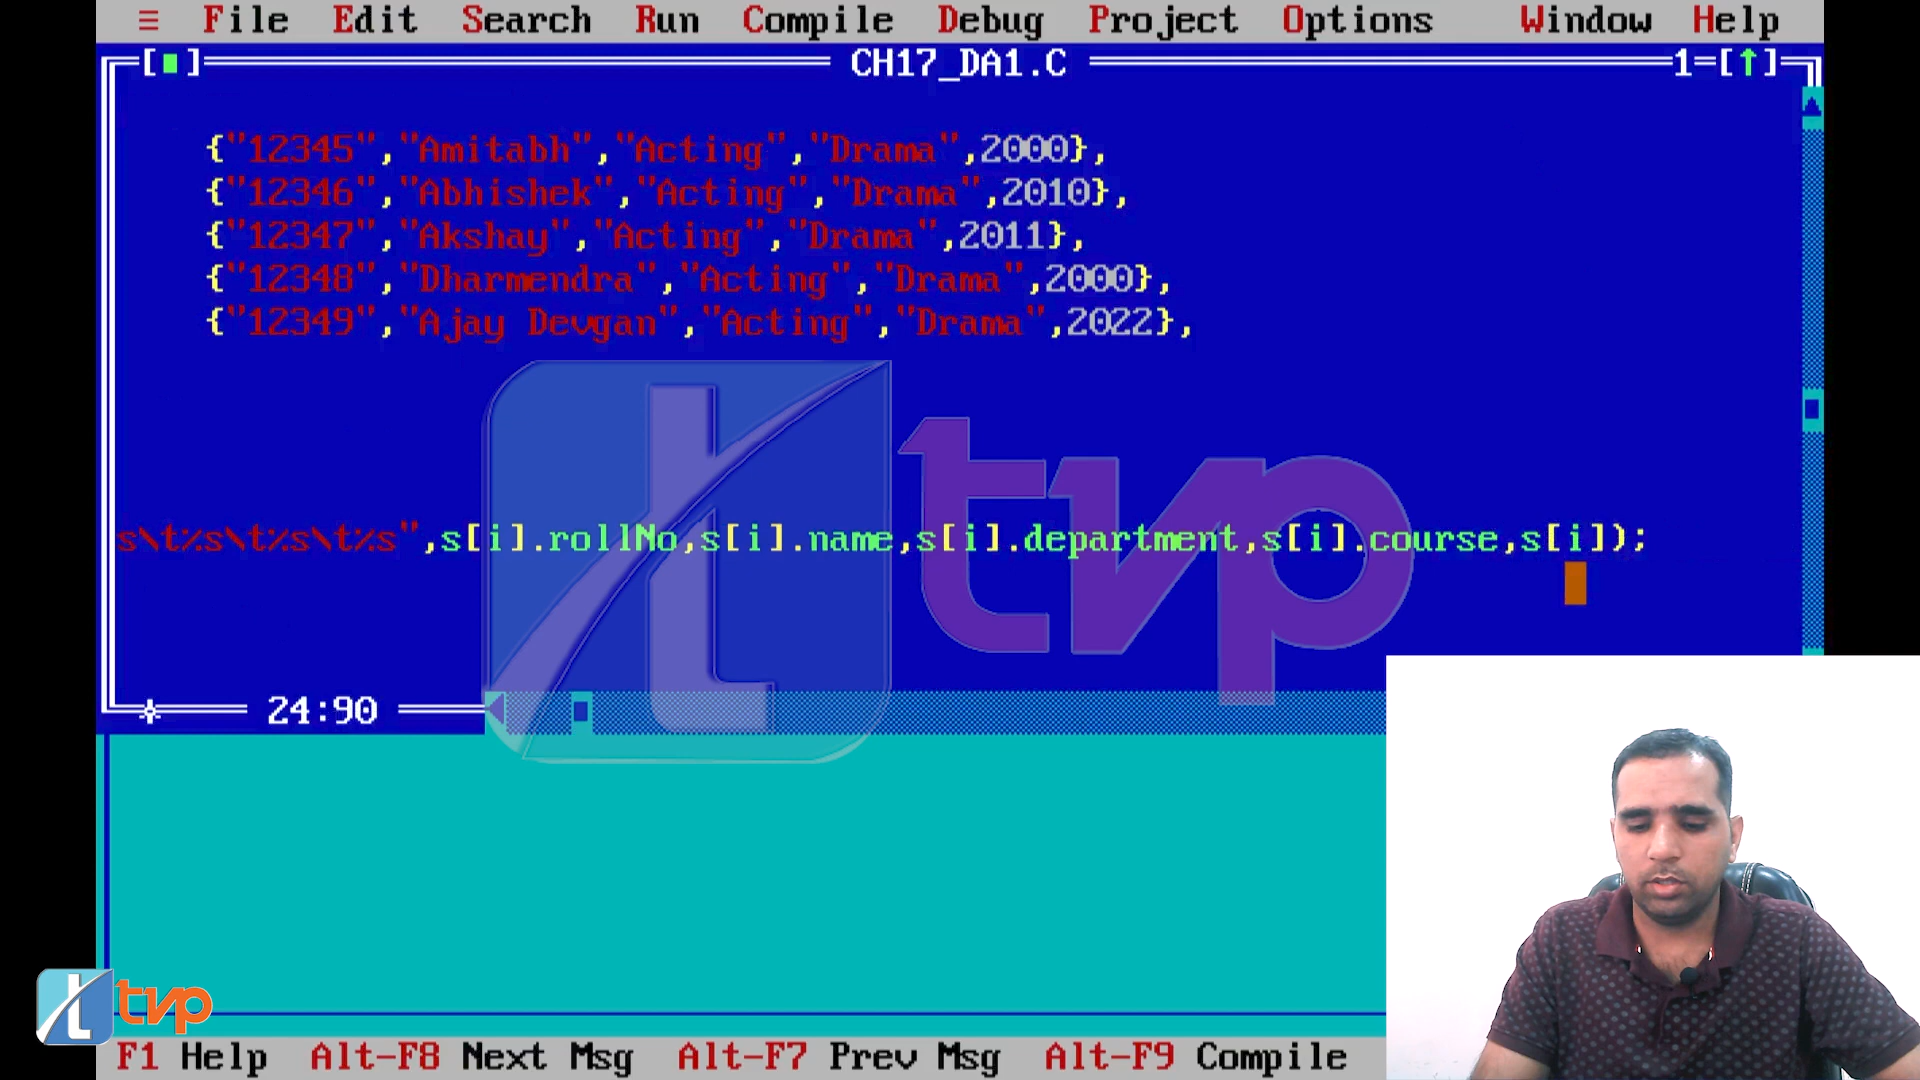 ≡ File Edit Search Run Compile Debug Project Options Window Help
[■] CH17_DA1.C 1=[↑]
{"12345","Amitabh","Acting","Drama",2000},
{"12346","Abhishek","Acting","Drama",2010},
{"12347","Akshay","Acting","Drama",2011},
{"12348","Dharmendra","Acting","Drama",2000},
{"12349","Ajay Devgan","Acting","Drama",2022},
tvp
s\t%s\t%s\t%s",s[i].rollNo,s[i].name,s[i].department,s[i].course,s[i]);
24:90
tvp
F1 Help Alt-F8 Next Msg Alt-F7 Prev Msg Alt-F9 Compile